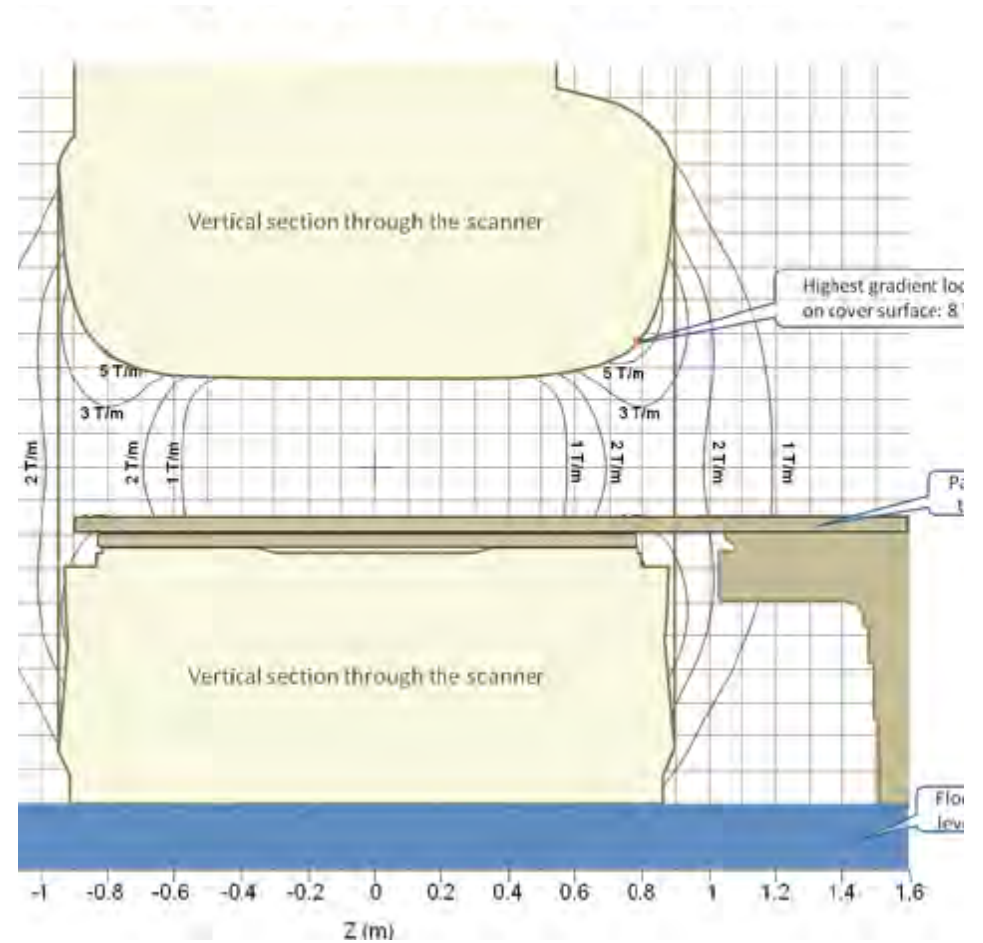 Vertical section through the scanner
Highest gradient loc
on cover surface: 8
5 T/m
5 T/m
3 T/m
3 T/m
2 T/m
2 T/m
1 T/m
1 T/m
2 T/m
2 T/m
1 T/m
Pa
t
Vertical section through the scanner
Floo
leve
-1 -0.8 -0.6 -0.4 -0.2 0 0.2 0.4 0.6 0.8 1 1.2 1.4 1.6
Z (m)